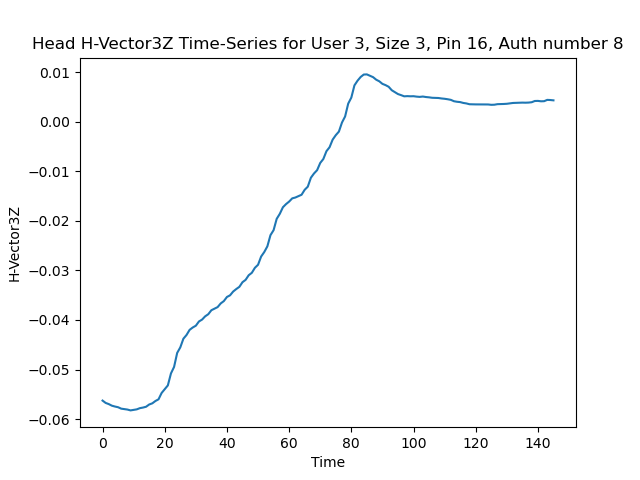 Head H-Vector3Z Time-Series for User 3, Size 3, Pin 16, Auth number 8
0.01
0.00
−0.01
−0.02
−0.03
−0.04
−0.05
−0.06
H-Vector3Z
0 20 40 60 80 100 120 140
Time